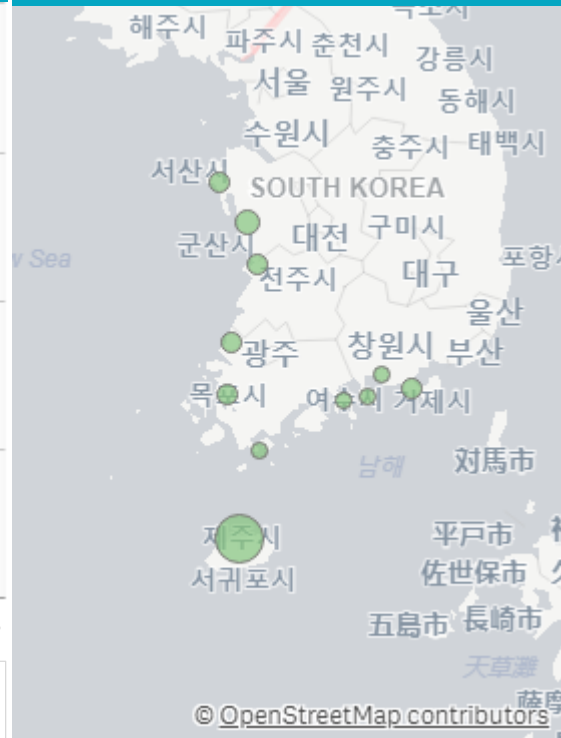 해주시
파주시 춘천시
강릉시
서울 원주시
동해시
수원시
충주시 태백시
서산시
SOUTH KOREA
군산시 대전 구미시
w Sea
포항시
전주시 대구
울산
광주 창원시 부산
목포시 여수시 거제시
남해 対馬市
제주시 平戸市
서귀포시 佐世保市
五島市 長崎市
天草灘
© OpenStreetMap contributors